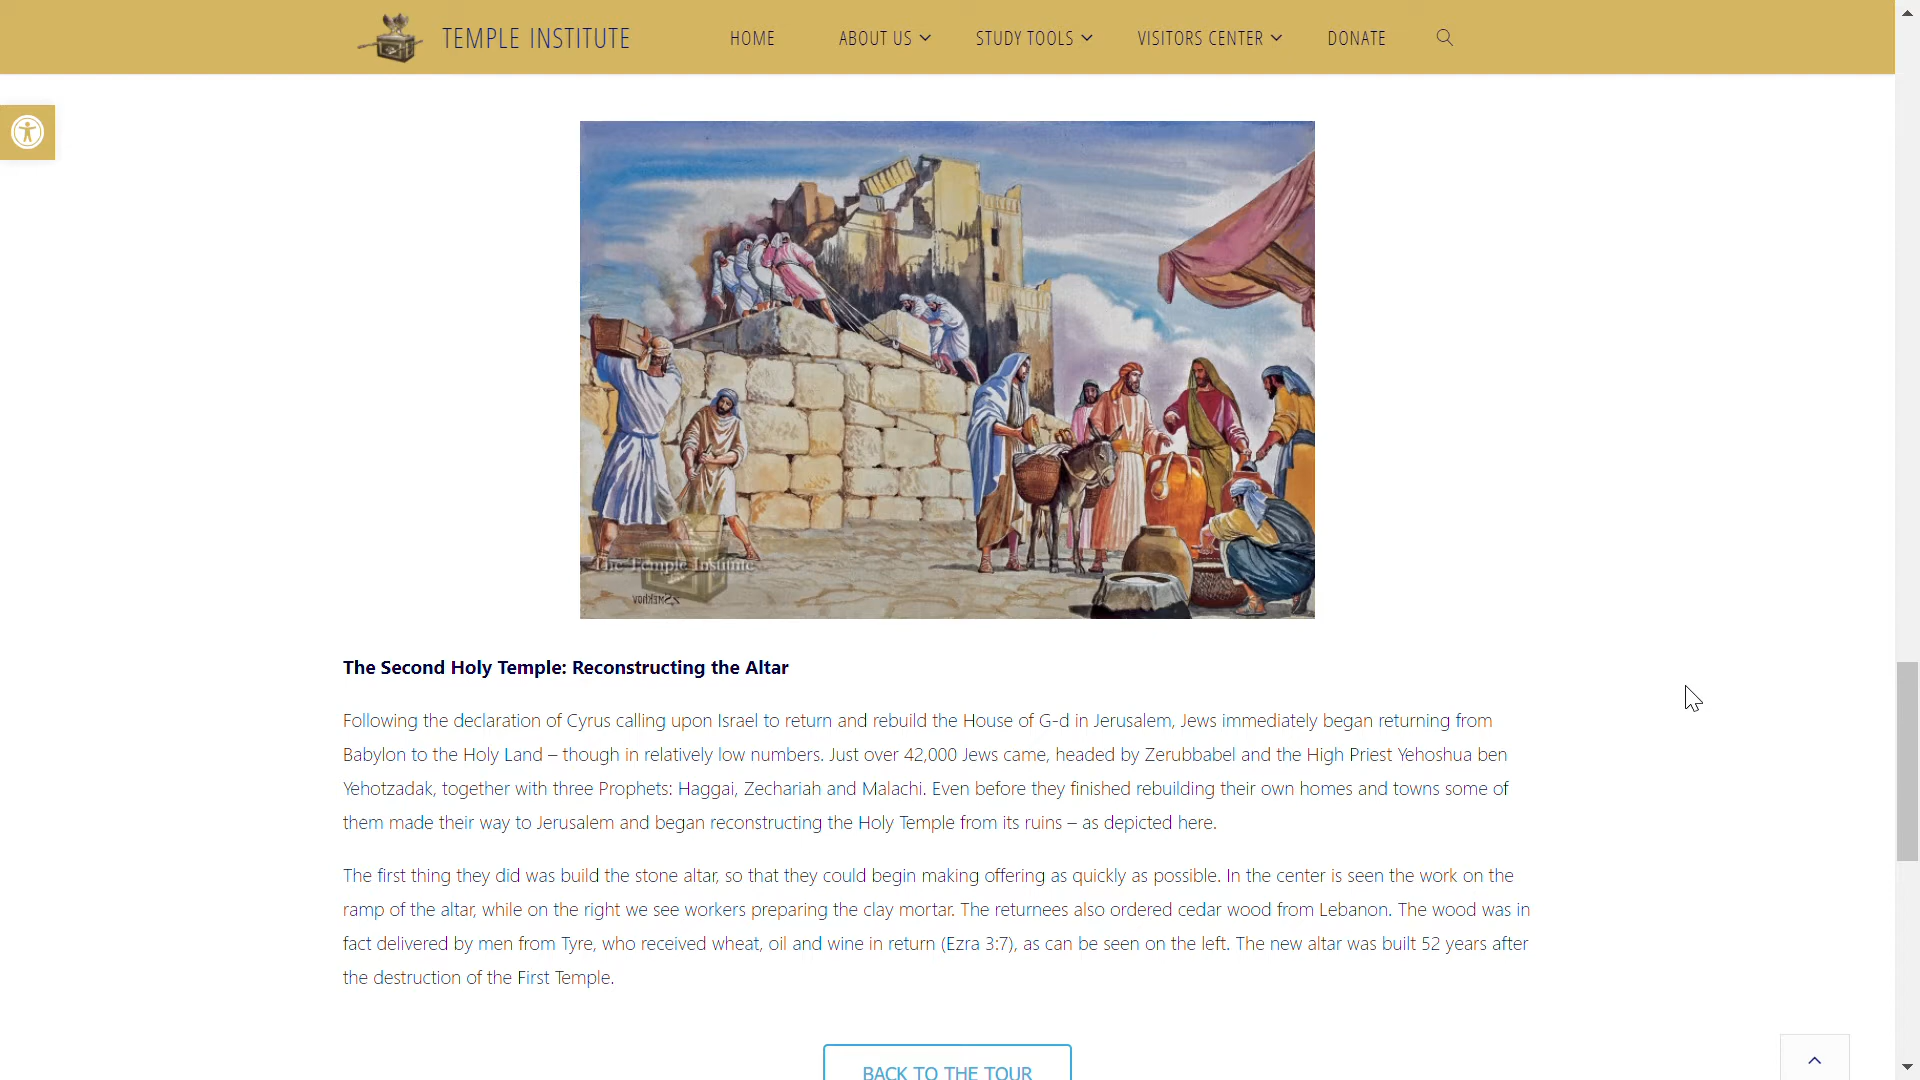 TEMPLE INSTITUTE HOME ABOUT US STUDY TOOLS VISITORS CENTER DONATE
The Temple Institute
The Second Holy Temple: Reconstructing the Altar
Following the declaration of Cyrus calling upon Israel to return and rebuild the House of G-d in Jerusalem, Jews immediately began returning from
Babylon to the Holy Land – though in relatively low numbers. Just over 42,000 Jews came, headed by Zerubbabel and the High Priest Yehoshua ben
Yehotzadak, together with three Prophets: Haggai, Zechariah and Malachi. Even before they finished rebuilding their own homes and towns some of
them made their way to Jerusalem and began reconstructing the Holy Temple from its ruins – as depicted here.
The first thing they did was build the stone altar, so that they could begin making offering as quickly as possible. In the center is seen the work on the
ramp of the altar, while on the right we see workers preparing the clay mortar. The returnees also ordered cedar wood from Lebanon. The wood was in
fact delivered by men from Tyre, who received wheat, oil and wine in return (Ezra 3:7), as can be seen on the left. The new altar was built 52 years after
the destruction of the First Temple.
BACK TO THE TOUR